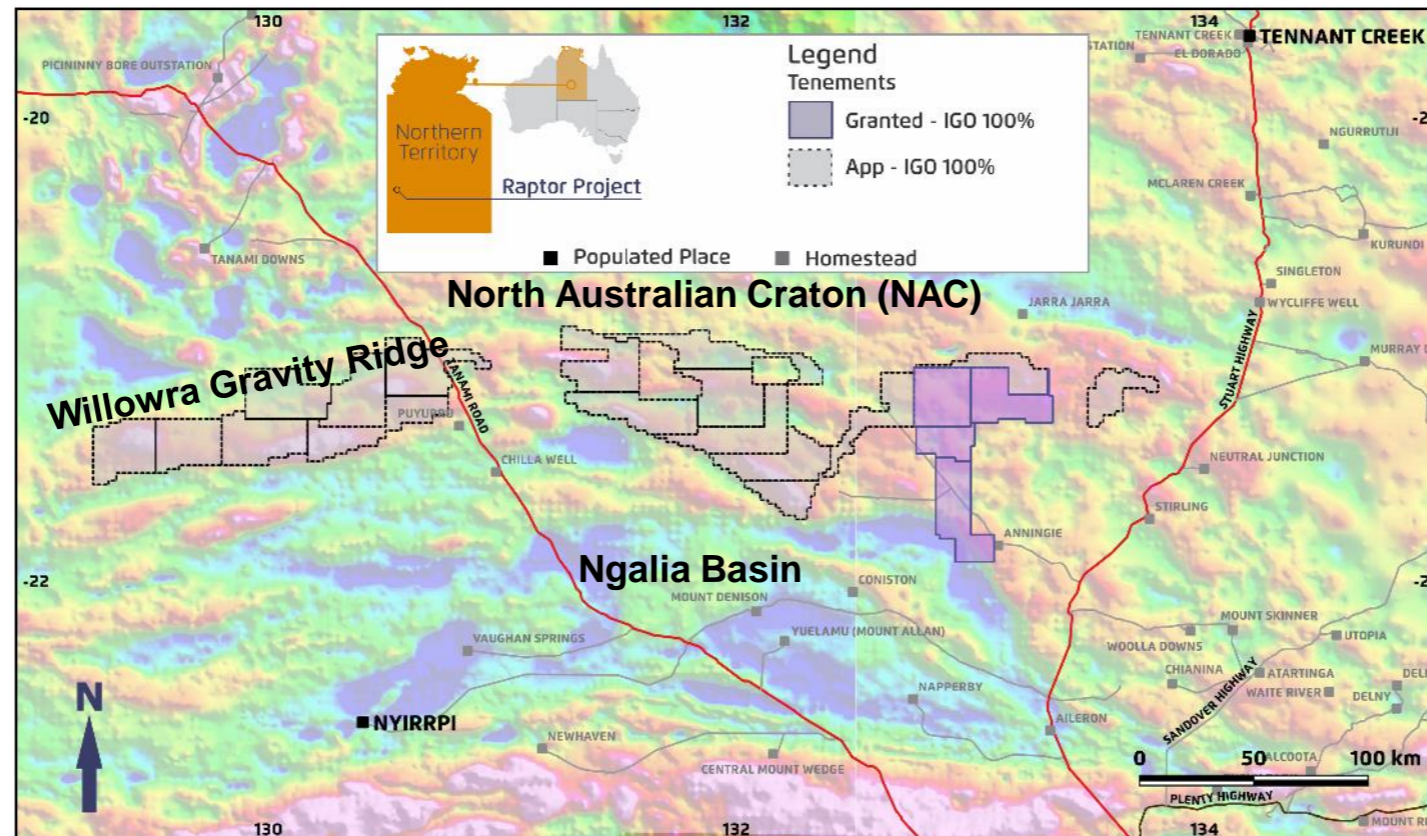 130
132
134
TENNANT CREEK
TENNANT CREEK
STATION
EL DORADO
PICININNY BORE OUTSTATION
-20
Legend
Tenements
Granted - IGO 100%
App - IGO 100%
Northern
Territory
Raptor Project
Populated Place
Homestead
NGURRUTIJI
MCLAREN CREEK
KURUNDI
TANAMI DOWNS
SINGLETON
WYCLIFFE WELL
North Australian Craton (NAC)
JARRA JARRA
STUART HIGHWAY
Willowra Gravity Ridge
TANAMI ROAD
PUYURRU
CHILLA WELL
NEUTRAL JUNCTION
STIRLING
ANNINGIE
-22
Ngalia Basin
CONISTON
MOUNT DENISON
MOUNT SKINNER
VAUGHAN SPRINGS
YUELAMU (MOUNT ALLAN)
WOOLLA DOWNS
UTOPIA
CHIANINA
ATARTINGA
WAITE RIVER
DELNY
NAPPERBY
SANDOVER HIGHWAY
N
NYIRRPI
AILERON
NEWHAVEN
CENTRAL MOUNT WEDGE
0
50
100 km
ALCOOTA
PLENTY HIGHWAY
130
132
134